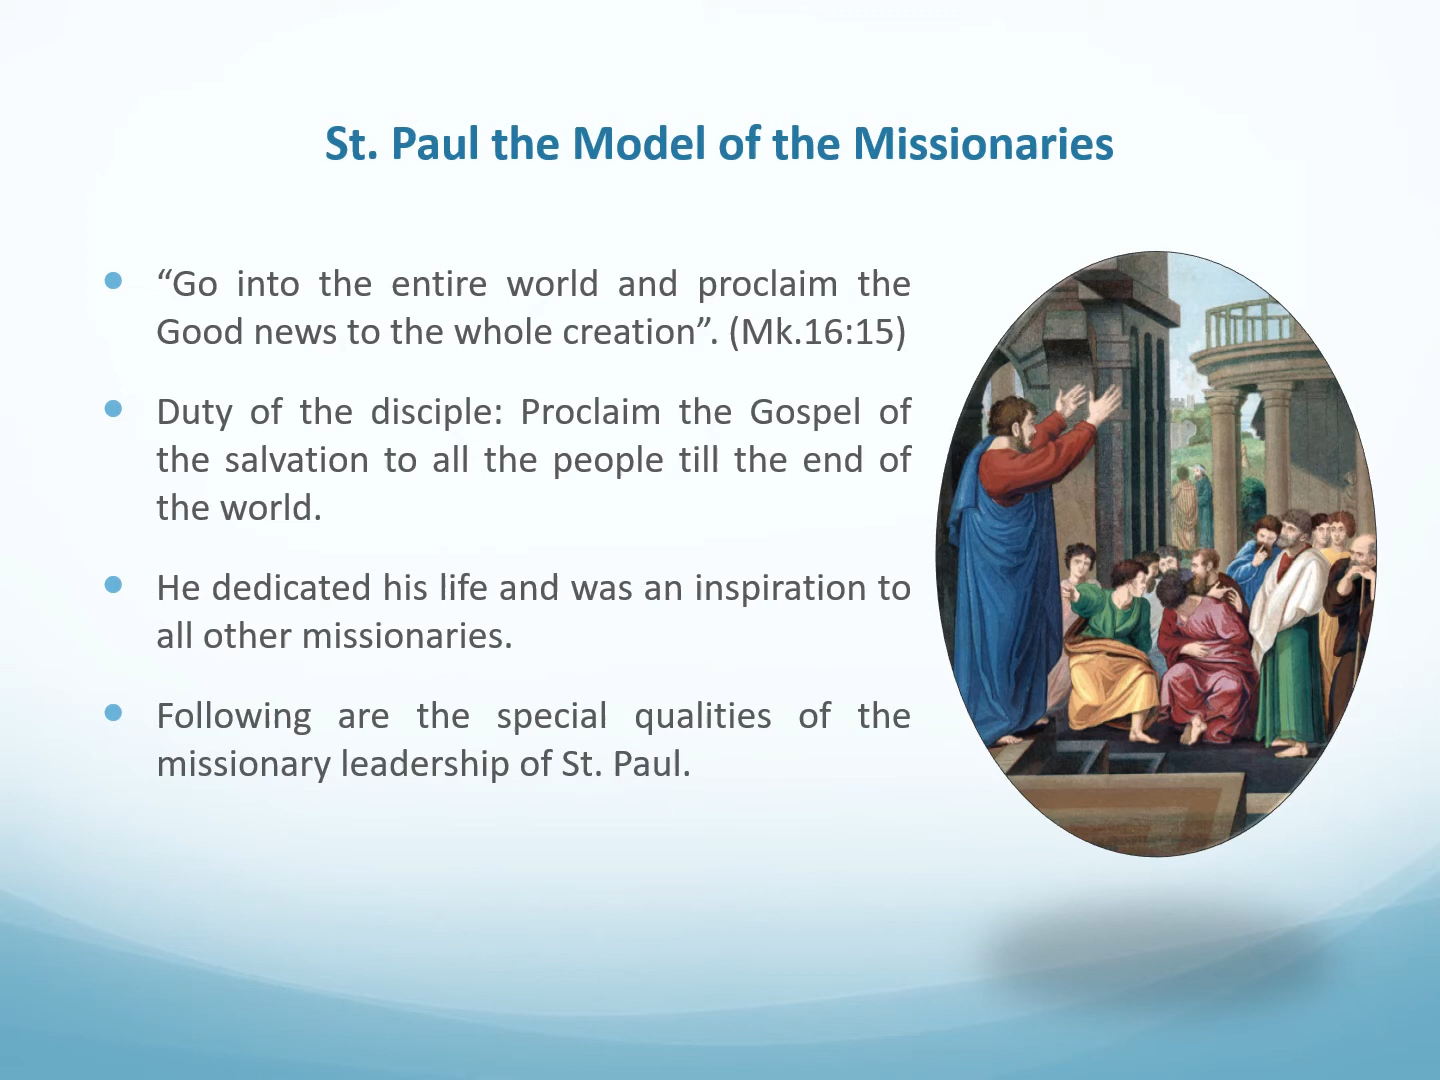 St. Paul the Model of the Missionaries
“Go into the entire world and proclaim the
Good news to the whole creation”. (Mk.16:15)
Duty of the disciple: Proclaim the Gospel of
the salvation to all the people till the end of
the world.
He dedicated his life and was an inspiration to
all other missionaries.
Following are the special qualities of the
missionary leadership of St. Paul.